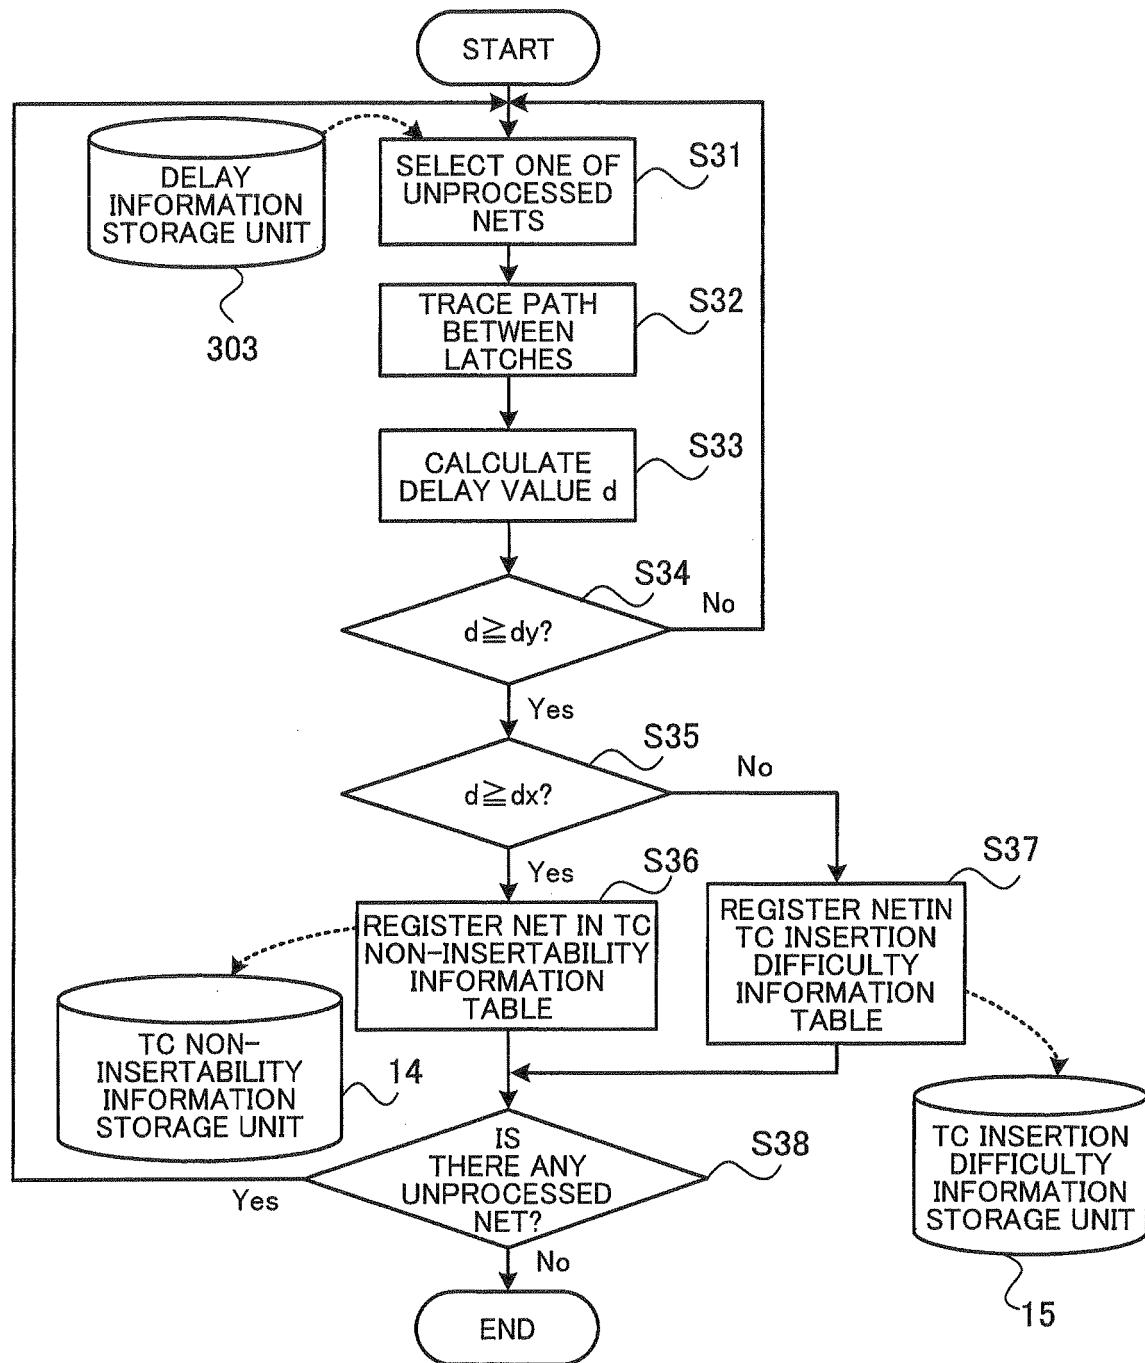 START
DELAY
INFORMATION
STORAGE UNIT
303
SELECT ONE OF
UNPROCESSED
NETS
S31
TRACE PATH
BETWEEN
LATCHES
S32
CALCULATE
DELAY VALUE d
S33
d≧dy?
S34
No
Yes
d≧dx?
S35
No
Yes
REGISTER NET IN TC
NON-INSERTABILITY
INFORMATION
TABLE
S36
REGISTER NETIN
TC INSERTION
DIFFICULTY
INFORMATION
TABLE
S37
TC NON-
INSERTABILITY
INFORMATION
STORAGE UNIT
14
IS
THERE ANY
UNPROCESSED
NET?
S38
Yes
No
TC INSERTION
DIFFICULTY
INFORMATION
STORAGE UNIT
15
END